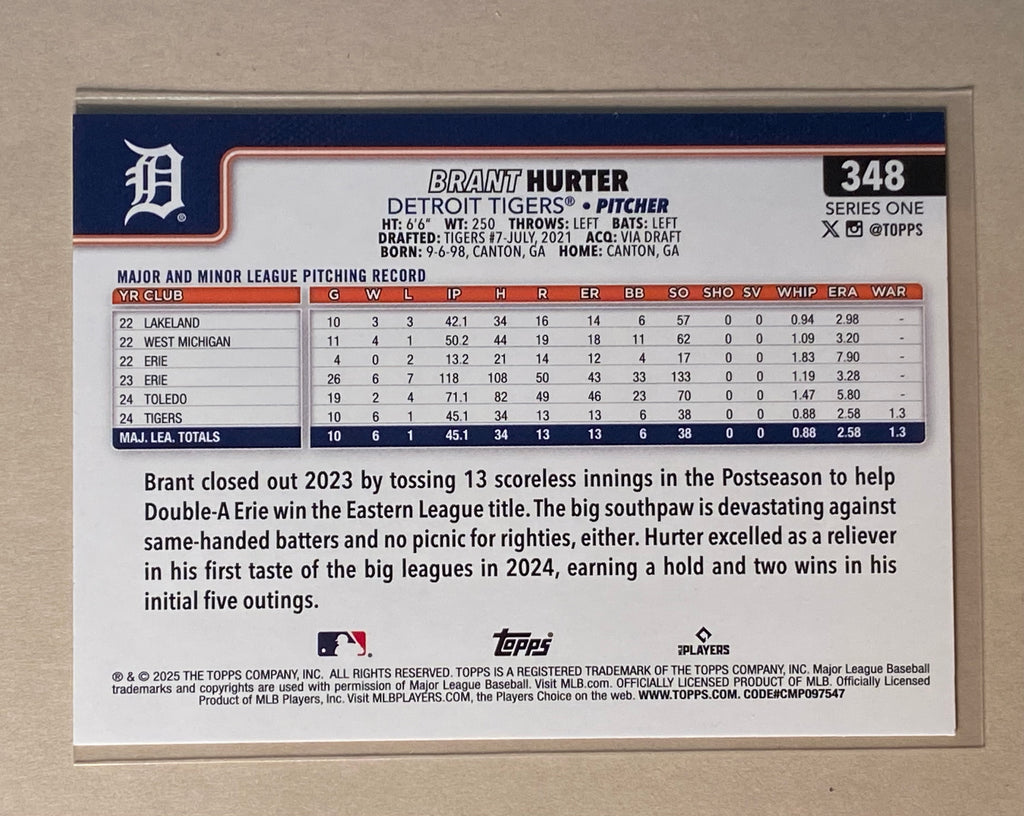 D®
BRANT HURTER
348
DETROIT TIGERS® • PITCHER
SERIES ONE
HT: 6'6" WT: 250 THROWS: LEFT BATS: LEFT
X @TOPPS
DRAFTED: TIGERS #7-JULY, 2021 ACQ: VIA DRAFT
BORN: 9-6-98, CANTON, GA HOME: CANTON, GA
MAJOR AND MINOR LEAGUE PITCHING RECORD
YR CLUB G W L IP H R ER BB SO SHO SV WHIP ERA WAR
22 LAKELAND 10 3 3 42.1 34 16 14 6 57 0 0 0.94 2.98 -
22 WEST MICHIGAN 11 4 1 50.2 44 19 18 11 62 0 0 1.09 3.20 -
22 ERIE 4 0 2 13.2 21 14 12 4 17 0 0 1.83 7.90 -
23 ERIE 26 6 7 118 108 50 43 33 133 0 0 1.19 3.28 -
24 TOLEDO 19 2 4 71.1 82 49 46 23 70 0 0 1.47 5.80 -
24 TIGERS 10 6 1 45.1 34 13 13 6 38 0 0 0.88 2.58 1.3
MAJ. LEA. TOTALS 10 6 1 45.1 34 13 13 6 38 0 0 0.88 2.58 1.3
Brant closed out 2023 by tossing 13 scoreless innings in the Postseason to help
Double-A Erie win the Eastern League title. The big southpaw is devastating against
same-handed batters and no picnic for righties, either. Hurter excelled as a reliever
in his first taste of the big leagues in 2024, earning a hold and two wins in his
initial five outings.
Topps
MLBPLAYERS
® & © 2025 THE TOPPS COMPANY, INC. ALL RIGHTS RESERVED. TOPPS IS A REGISTERED TRADEMARK OF THE TOPPS COMPANY, INC. Major League Baseball
trademarks and copyrights are used with permission of Major League Baseball. Visit MLB.com. OFFICIALLY LICENSED PRODUCT OF MLB. Officially Licensed
Product of MLB Players, Inc. Visit MLBPLAYERS.COM, the Players Choice on the web. WWW.TOPPS.COM. CODE#CMP097547